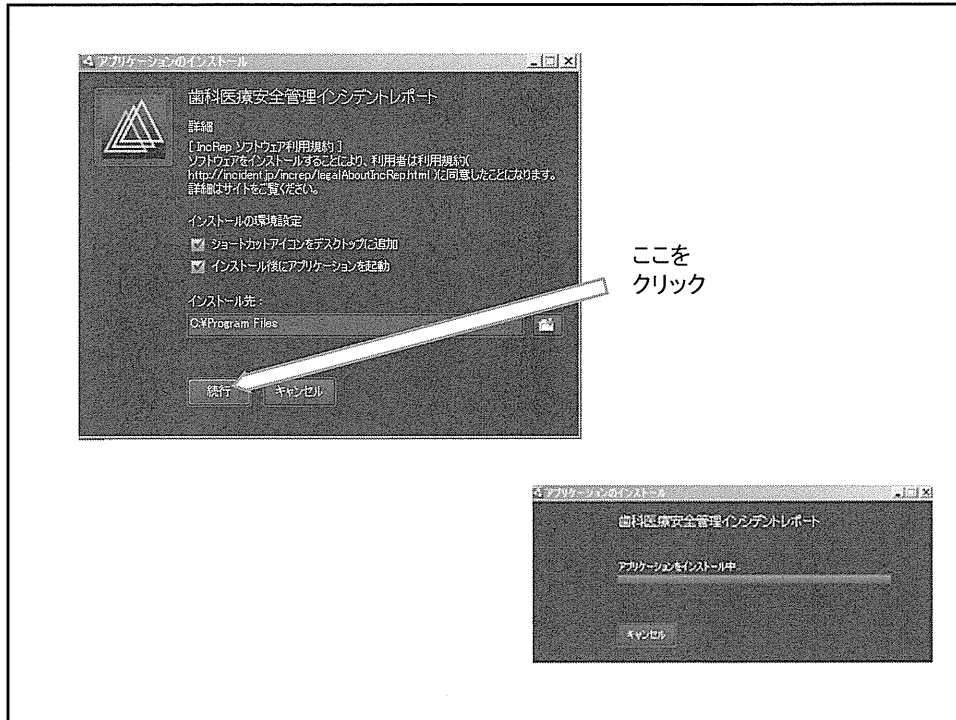 アプリケーションのインストール
歯科医療安全管理インシデントレポート
詳細
[ IncRep ソフトウェア利用規約 ]
ソフトウェアをインストールすることにより、利用者は利用規約(
http://incident.jp/increp/legalAboutIncRep.html )に同意したことになります。
詳細はサイトをご覧ください。
インストールの環境設定
ショートカットアイコンをデスクトップに追加
インストール後にアプリケーションを起動
インストール先 :
C:¥Program Files
続行
キャンセル
ここを
クリック
アプリケーションのインストール
歯科医療安全管理インシデントレポート
アプリケーションをインストール中
キャンセル